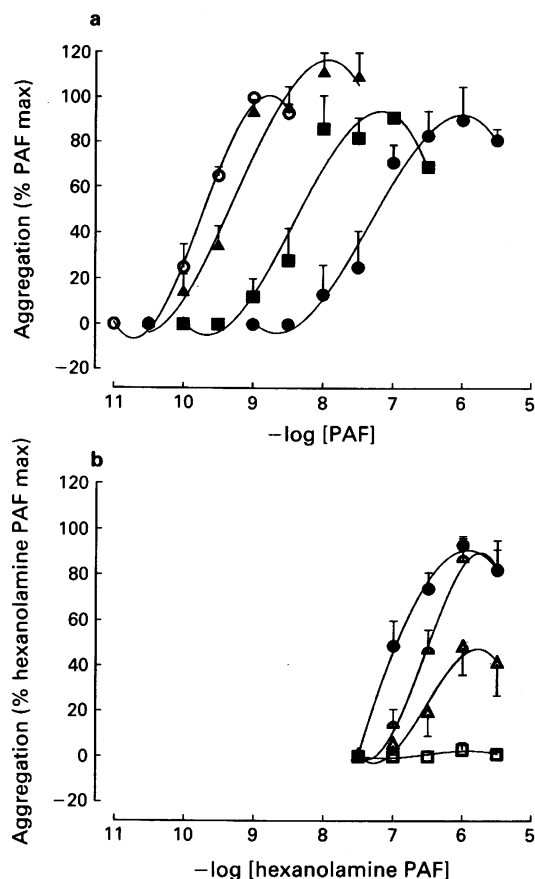 a
Aggregation (% PAF max)
120
100
80
60
40
20
0
−20
11 10 9 8 7 6 5
−log [PAF]
b
Aggregation (% hexanolamine PAF max)
120
100
80
60
40
20
0
−20
11 10 9 8 7 6 5
−log [hexanolamine PAF]